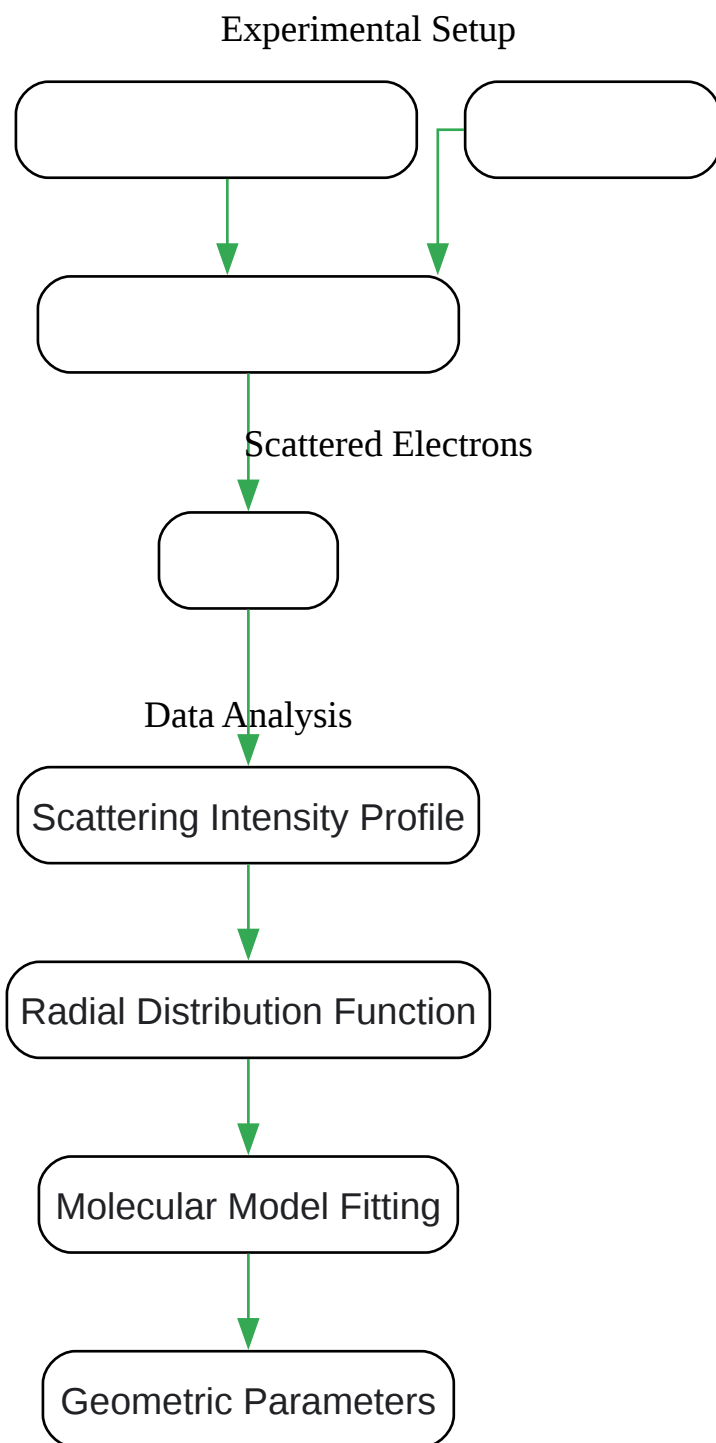 Experimental Setup
Scattered Electrons
Data Analysis
Scattering Intensity Profile
Radial Distribution Function
Molecular Model Fitting
Geometric Parameters